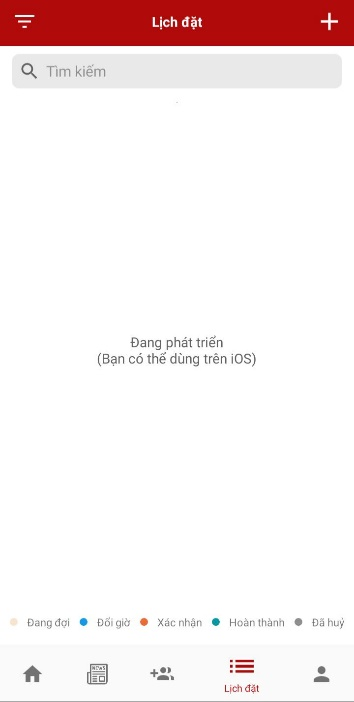 Lịch đặt
Tìm kiếm
Đang phát triển
(Bạn có thể dùng trên iOS)
Đang đợi Đổi giờ Xác nhận Hoàn thành Đã huỷ
NEWS
Lịch đặt